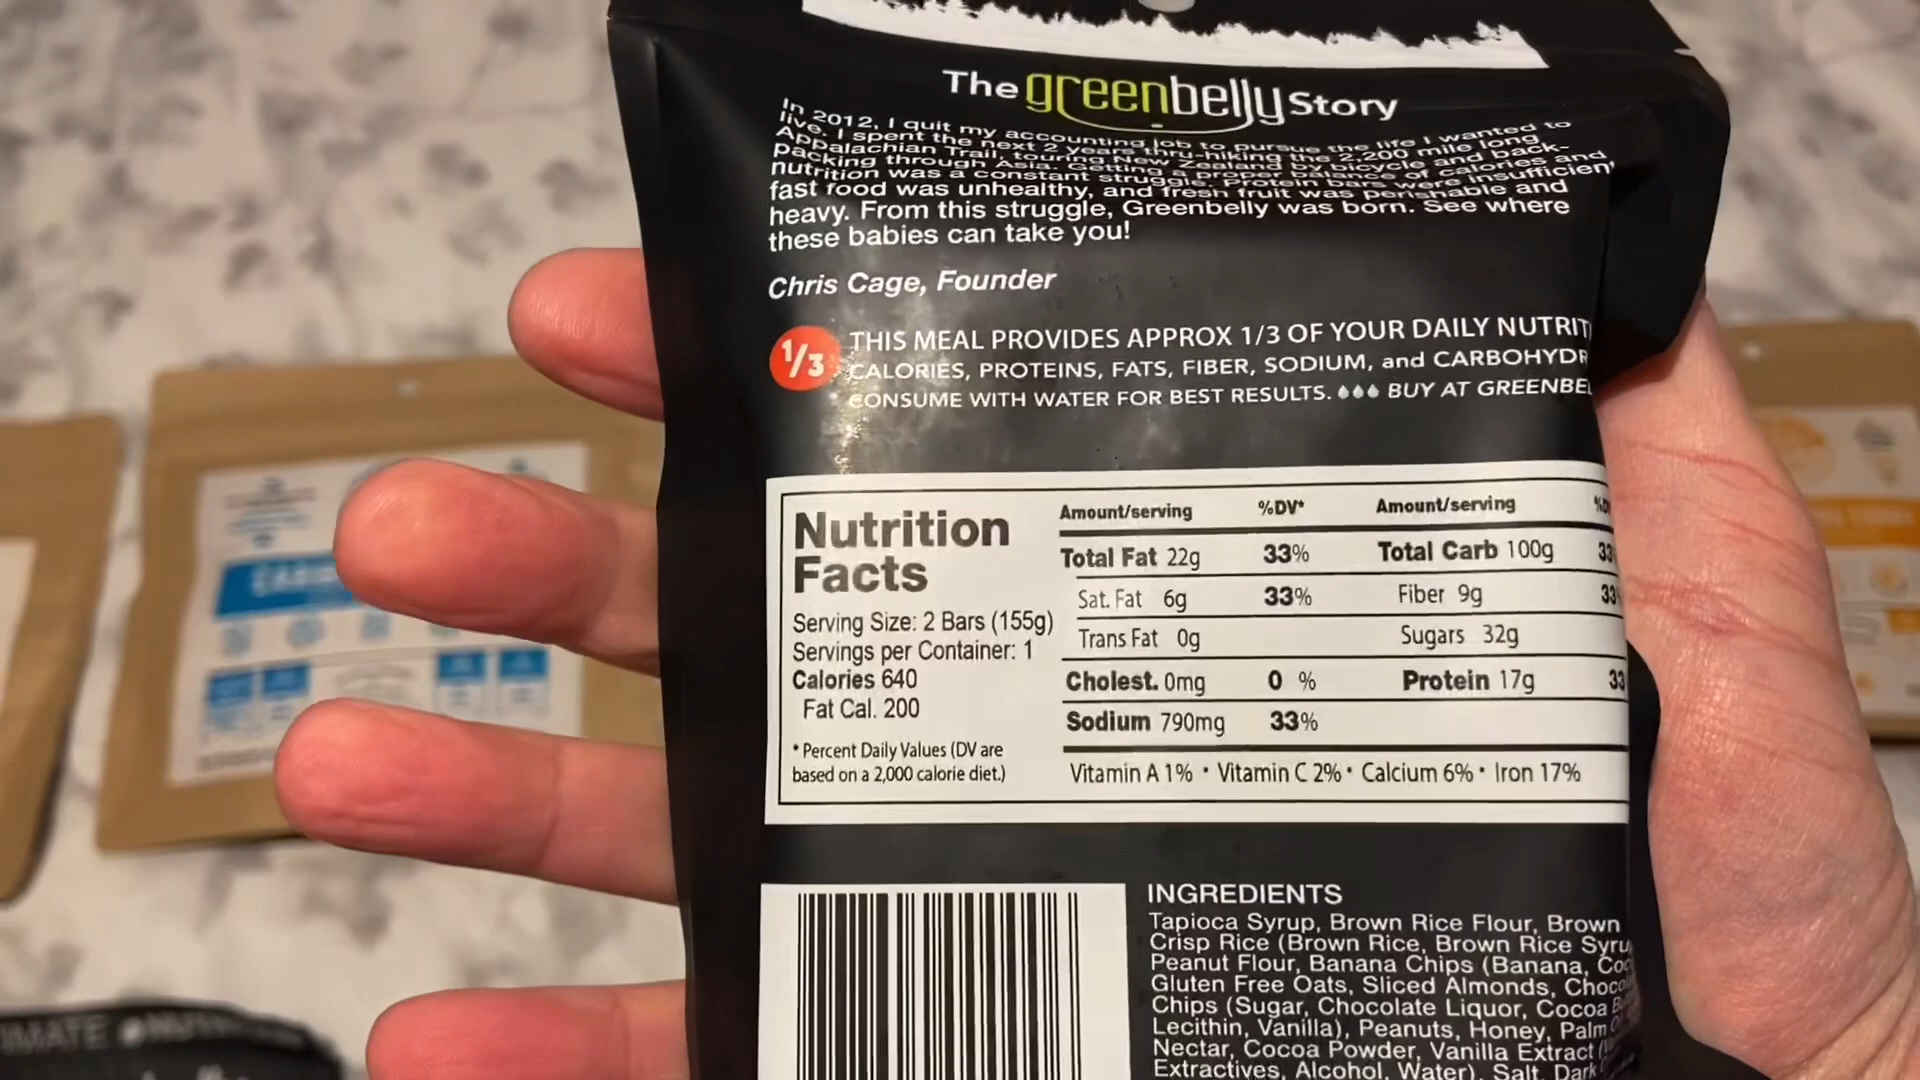 The greenbelly Story
In 2012, I quit my accounting job to pursue the life I wanted to
live. I spent the next 2 years thru-hiking the 2,200 mile long
Appalachian Trail, touring New Zealand by bicycle and back-
packing through Asia. Getting a proper balance of calories and
nutrition was a constant struggle. Protein bars were insufficient,
fast food was unhealthy, and fresh fruit was perishable and
heavy. From this struggle, Greenbelly was born. See where
these babies can take you!
Chris Cage, Founder
1/3 THIS MEAL PROVIDES APPROX 1/3 OF YOUR DAILY NUTRIT
CALORIES, PROTEINS, FATS, FIBER, SODIUM, and CARBOHYDR
CONSUME WITH WATER FOR BEST RESULTS. BUY AT GREENBEL
Nutrition
Facts
Serving Size: 2 Bars (155g)
Servings per Container: 1
Calories 640
Fat Cal. 200
* Percent Daily Values (DV are
based on a 2,000 calorie diet.)
Amount/serving %DV* Amount/serving %D
Total Fat 22g 33% Total Carb 100g 33
Sat. Fat 6g 33% Fiber 9g 33
Trans Fat 0g Sugars 32g
Cholest. 0mg 0 % Protein 17g 33
Sodium 790mg 33%
Vitamin A 1% • Vitamin C 2% • Calcium 6% • Iron 17%
INGREDIENTS
Tapioca Syrup, Brown Rice Flour, Brown
Crisp Rice (Brown Rice, Brown Rice Syru
Peanut Flour, Banana Chips (Banana, Coc
Gluten Free Oats, Sliced Almonds, Choco
Chips (Sugar, Chocolate Liquor, Cocoa B
Lecithin, Vanilla), Peanuts, Honey, Palm
Nectar, Cocoa Powder, Vanilla Extract
Extractives, Alcohol, Water), Salt, Dark
IMATE